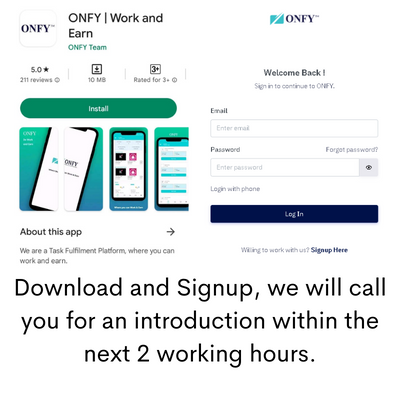 ONFY™
ONFY | Work and
Earn
ONFY Team
5.0★
211 reviews
10 MB
3+
Rated for 3+
Install
ONFY
ONFY
About this app
We are a Task Fulfilment Platform, where you can
work and earn.
ONFY™
Welcome Back !
Sign in to continue to ONFY.
Email
Enter email
Password
Forgot password?
Enter password
Login with phone
Log In
Willing to work with us? Signup Here
Download and Signup, we will call
you for an introduction within the
next 2 working hours.